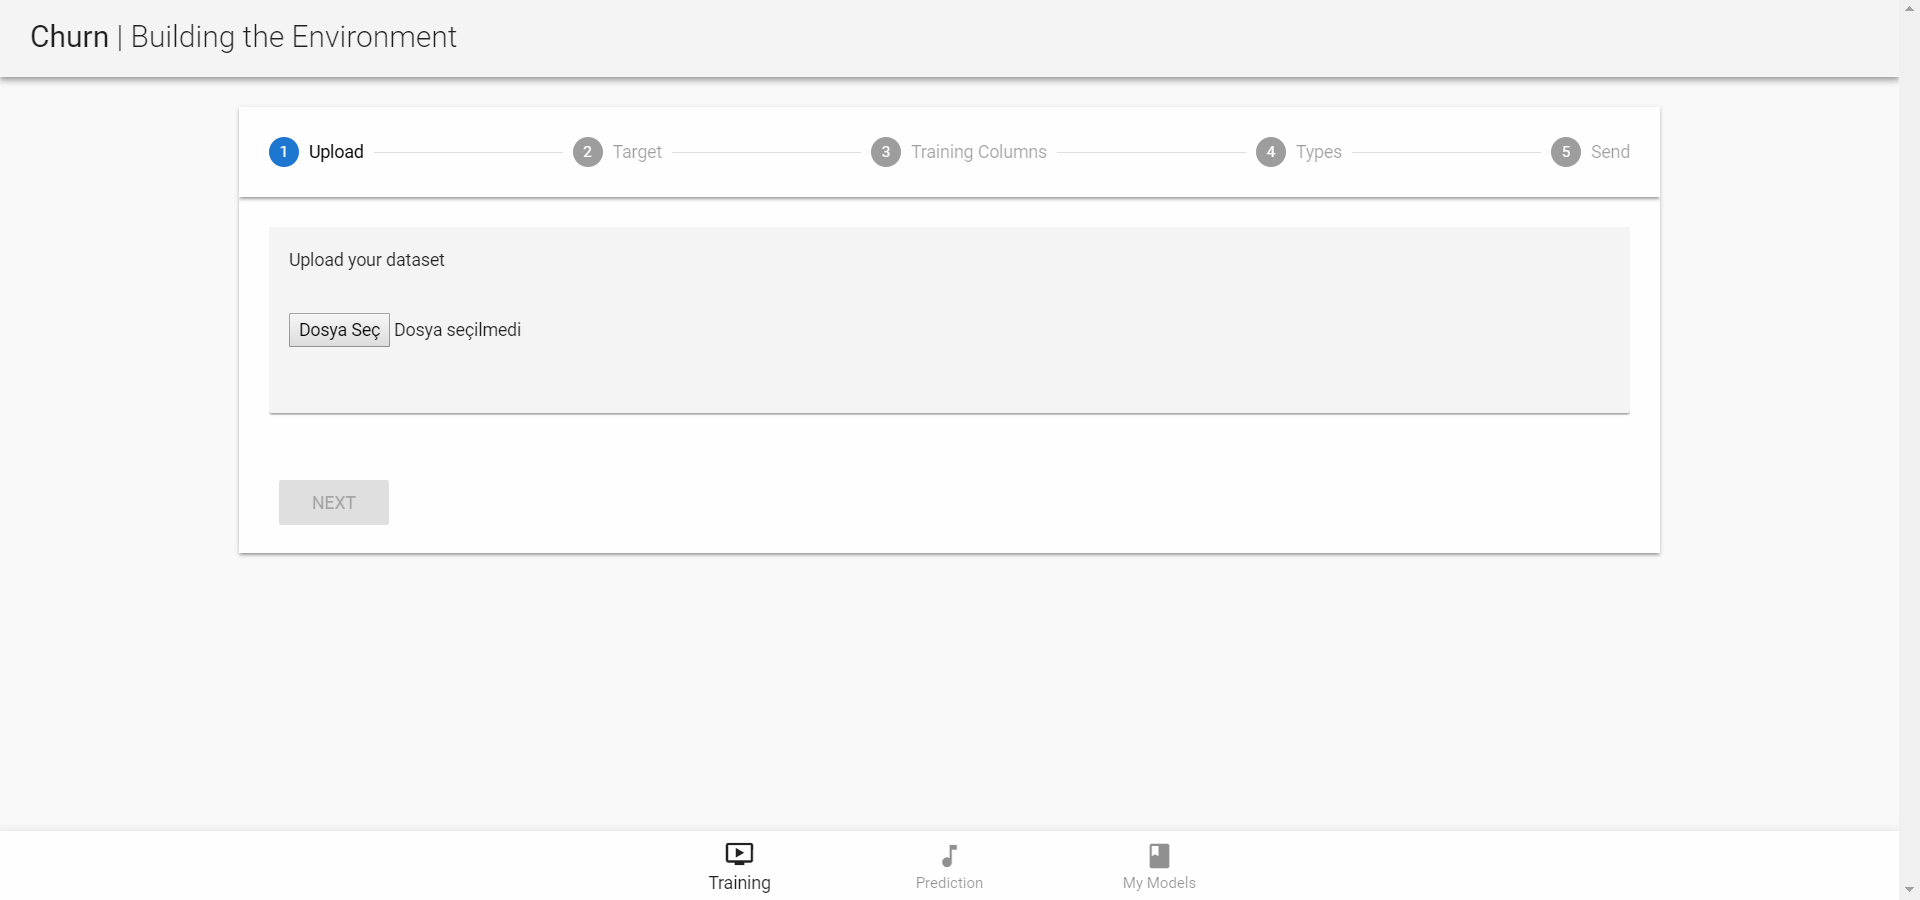 Churn | Building the Environment
1 Upload 2 Target 3 Training Columns 4 Types 5 Send
Upload your dataset
Dosya Seç Dosya seçilmedi
NEXT
Training Prediction My Models